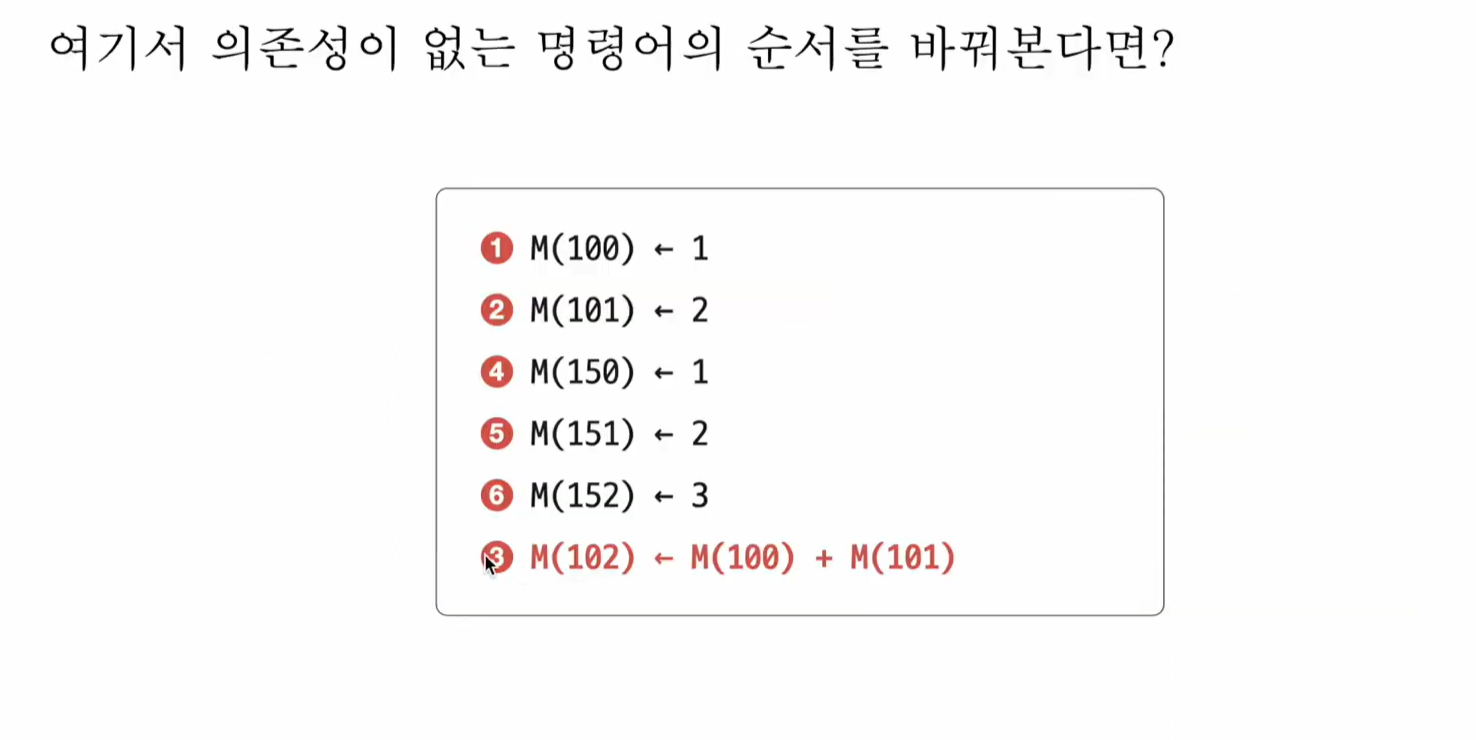 여기서 의존성이 없는 명령어의 순서를 바꿔본다면?
1 M(100) ← 1
2 M(101) ← 2
4 M(150) ← 1
5 M(151) ← 2
6 M(152) ← 3
3 M(102) ← M(100) + M(101)